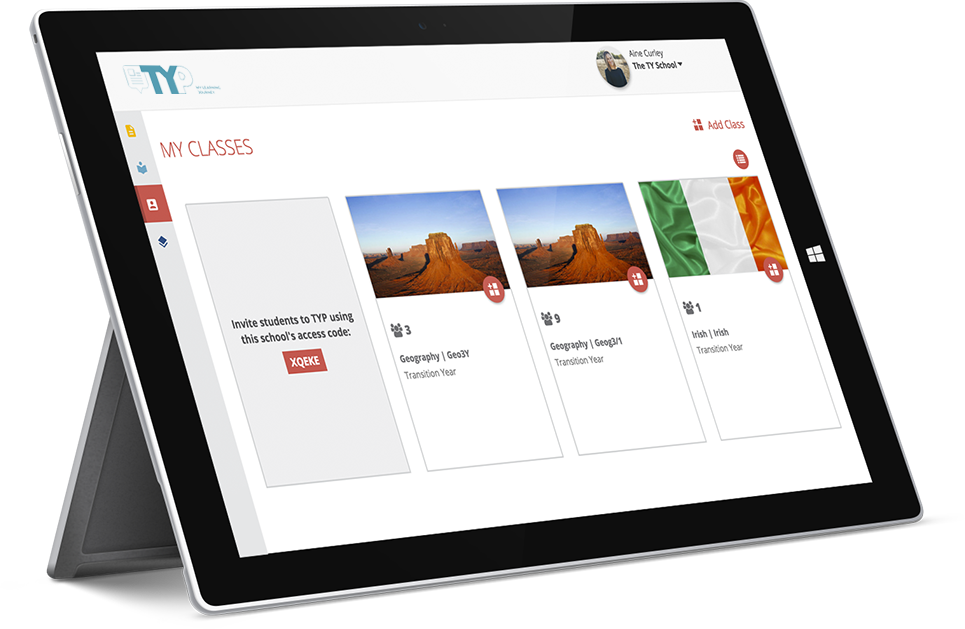 TYP
MY LEARNING
JOURNEY
Aine Curley
The TY School
MY CLASSES
Add Class
Invite students to TYP using
this school's access code:
XQEKE
3
Geography | Geo3Y
Transition Year
9
Geography | Geog3/1
Transition Year
1
Irish | Irish
Transition Year